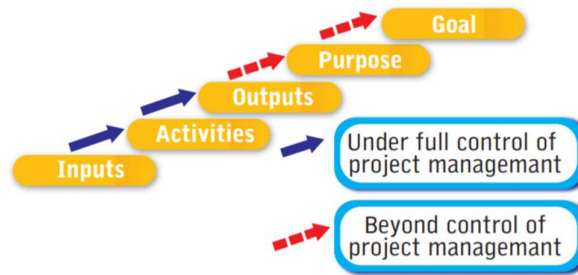 Goal
Purpose
Outputs
Activities
Inputs
Under full control of
project managemant
Beyond control of
project managemant